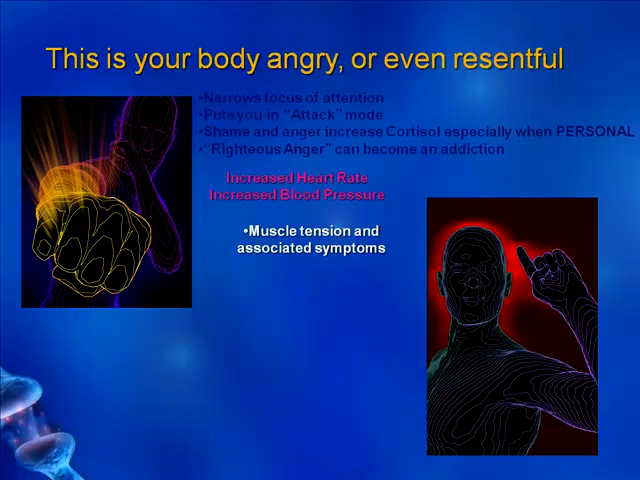 This is your body angry, or even resentful
•Narrows focus of attention
•Puts you in “Attack” mode
•Shame and anger increase Cortisol especially when PERSONAL
•“Righteous Anger” can become an addiction
Increased Heart Rate
Increased Blood Pressure
•Muscle tension and
associated symptoms